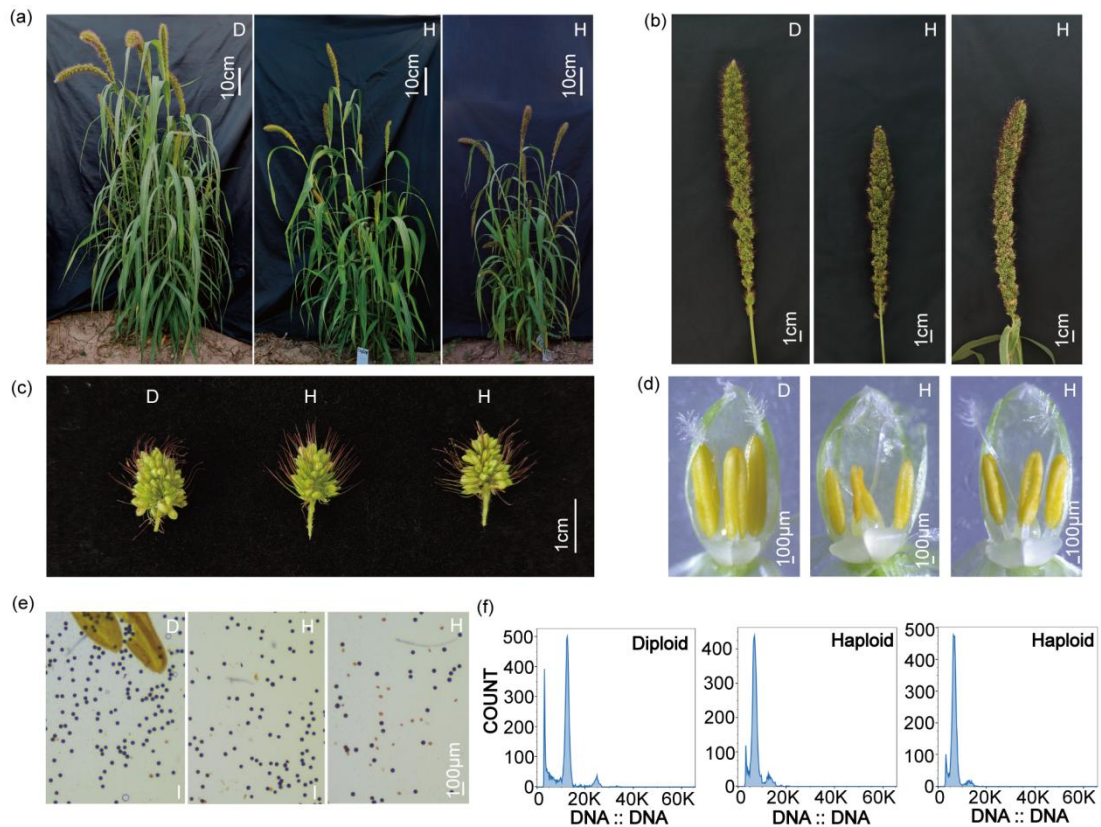 (a)
D
10cm
H
10cm
H
10cm
(b)
D
1cm
H
1cm
H
1cm
(c)
D
H
H
1cm
(d)
D
100μm
H
100μm
H
100μm
(e)
D
H
H
100μm
(f)
Diploid
COUNT
500
400
300
200
100
0
0 20K 40K 60K
DNA :: DNA
Haploid
400
300
200
100
0
0 20K 40K 60K
DNA :: DNA
Haploid
500
400
300
200
100
0
0 20K 40K 60K
DNA :: DNA